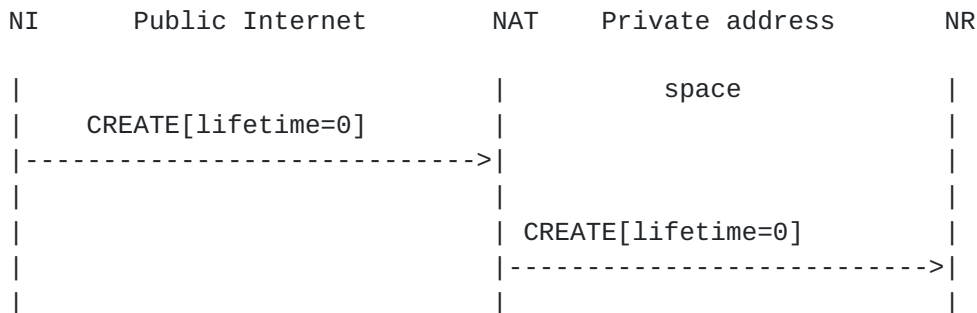 NI Public Internet NAT Private address NR
| | space |
| CREATE[lifetime=0] | |
|----------------------------->| |
| | |
| | CREATE[lifetime=0] |
| |--------------------------->|
| | |